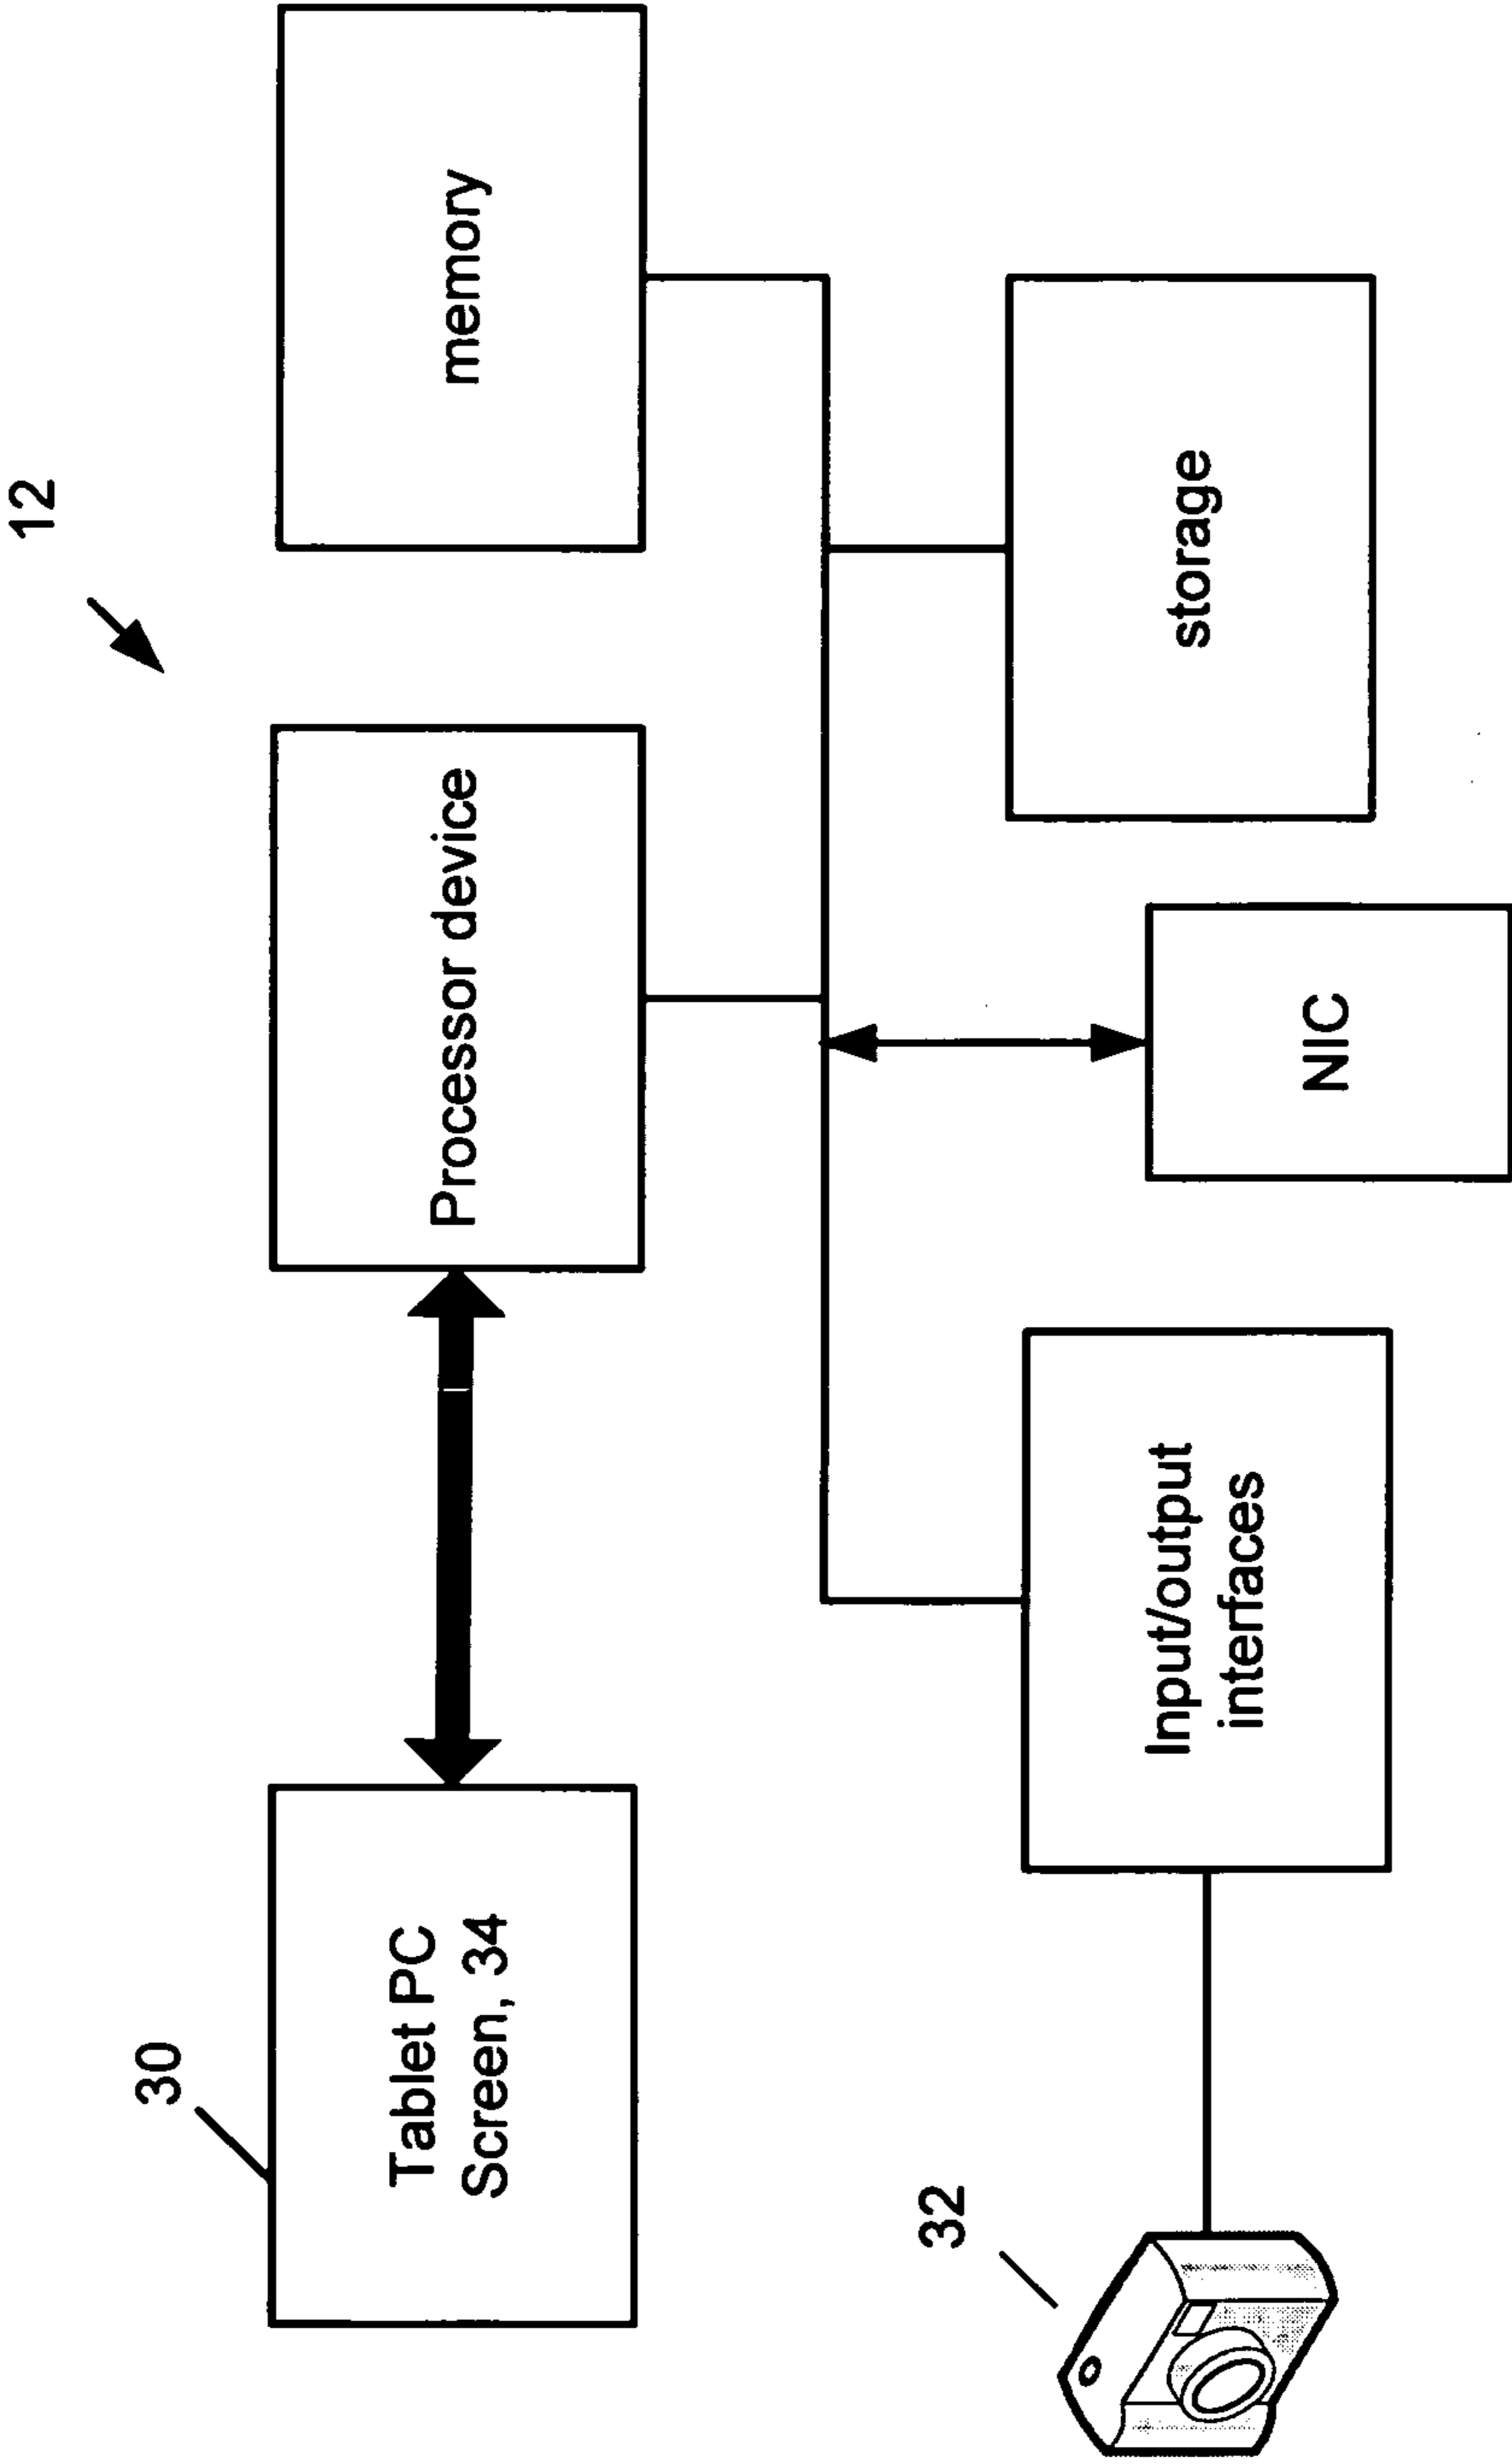 12
30
Tablet PC
Screen, 34
Processor device
memory
32
Input/output
interfaces
NIC
storage